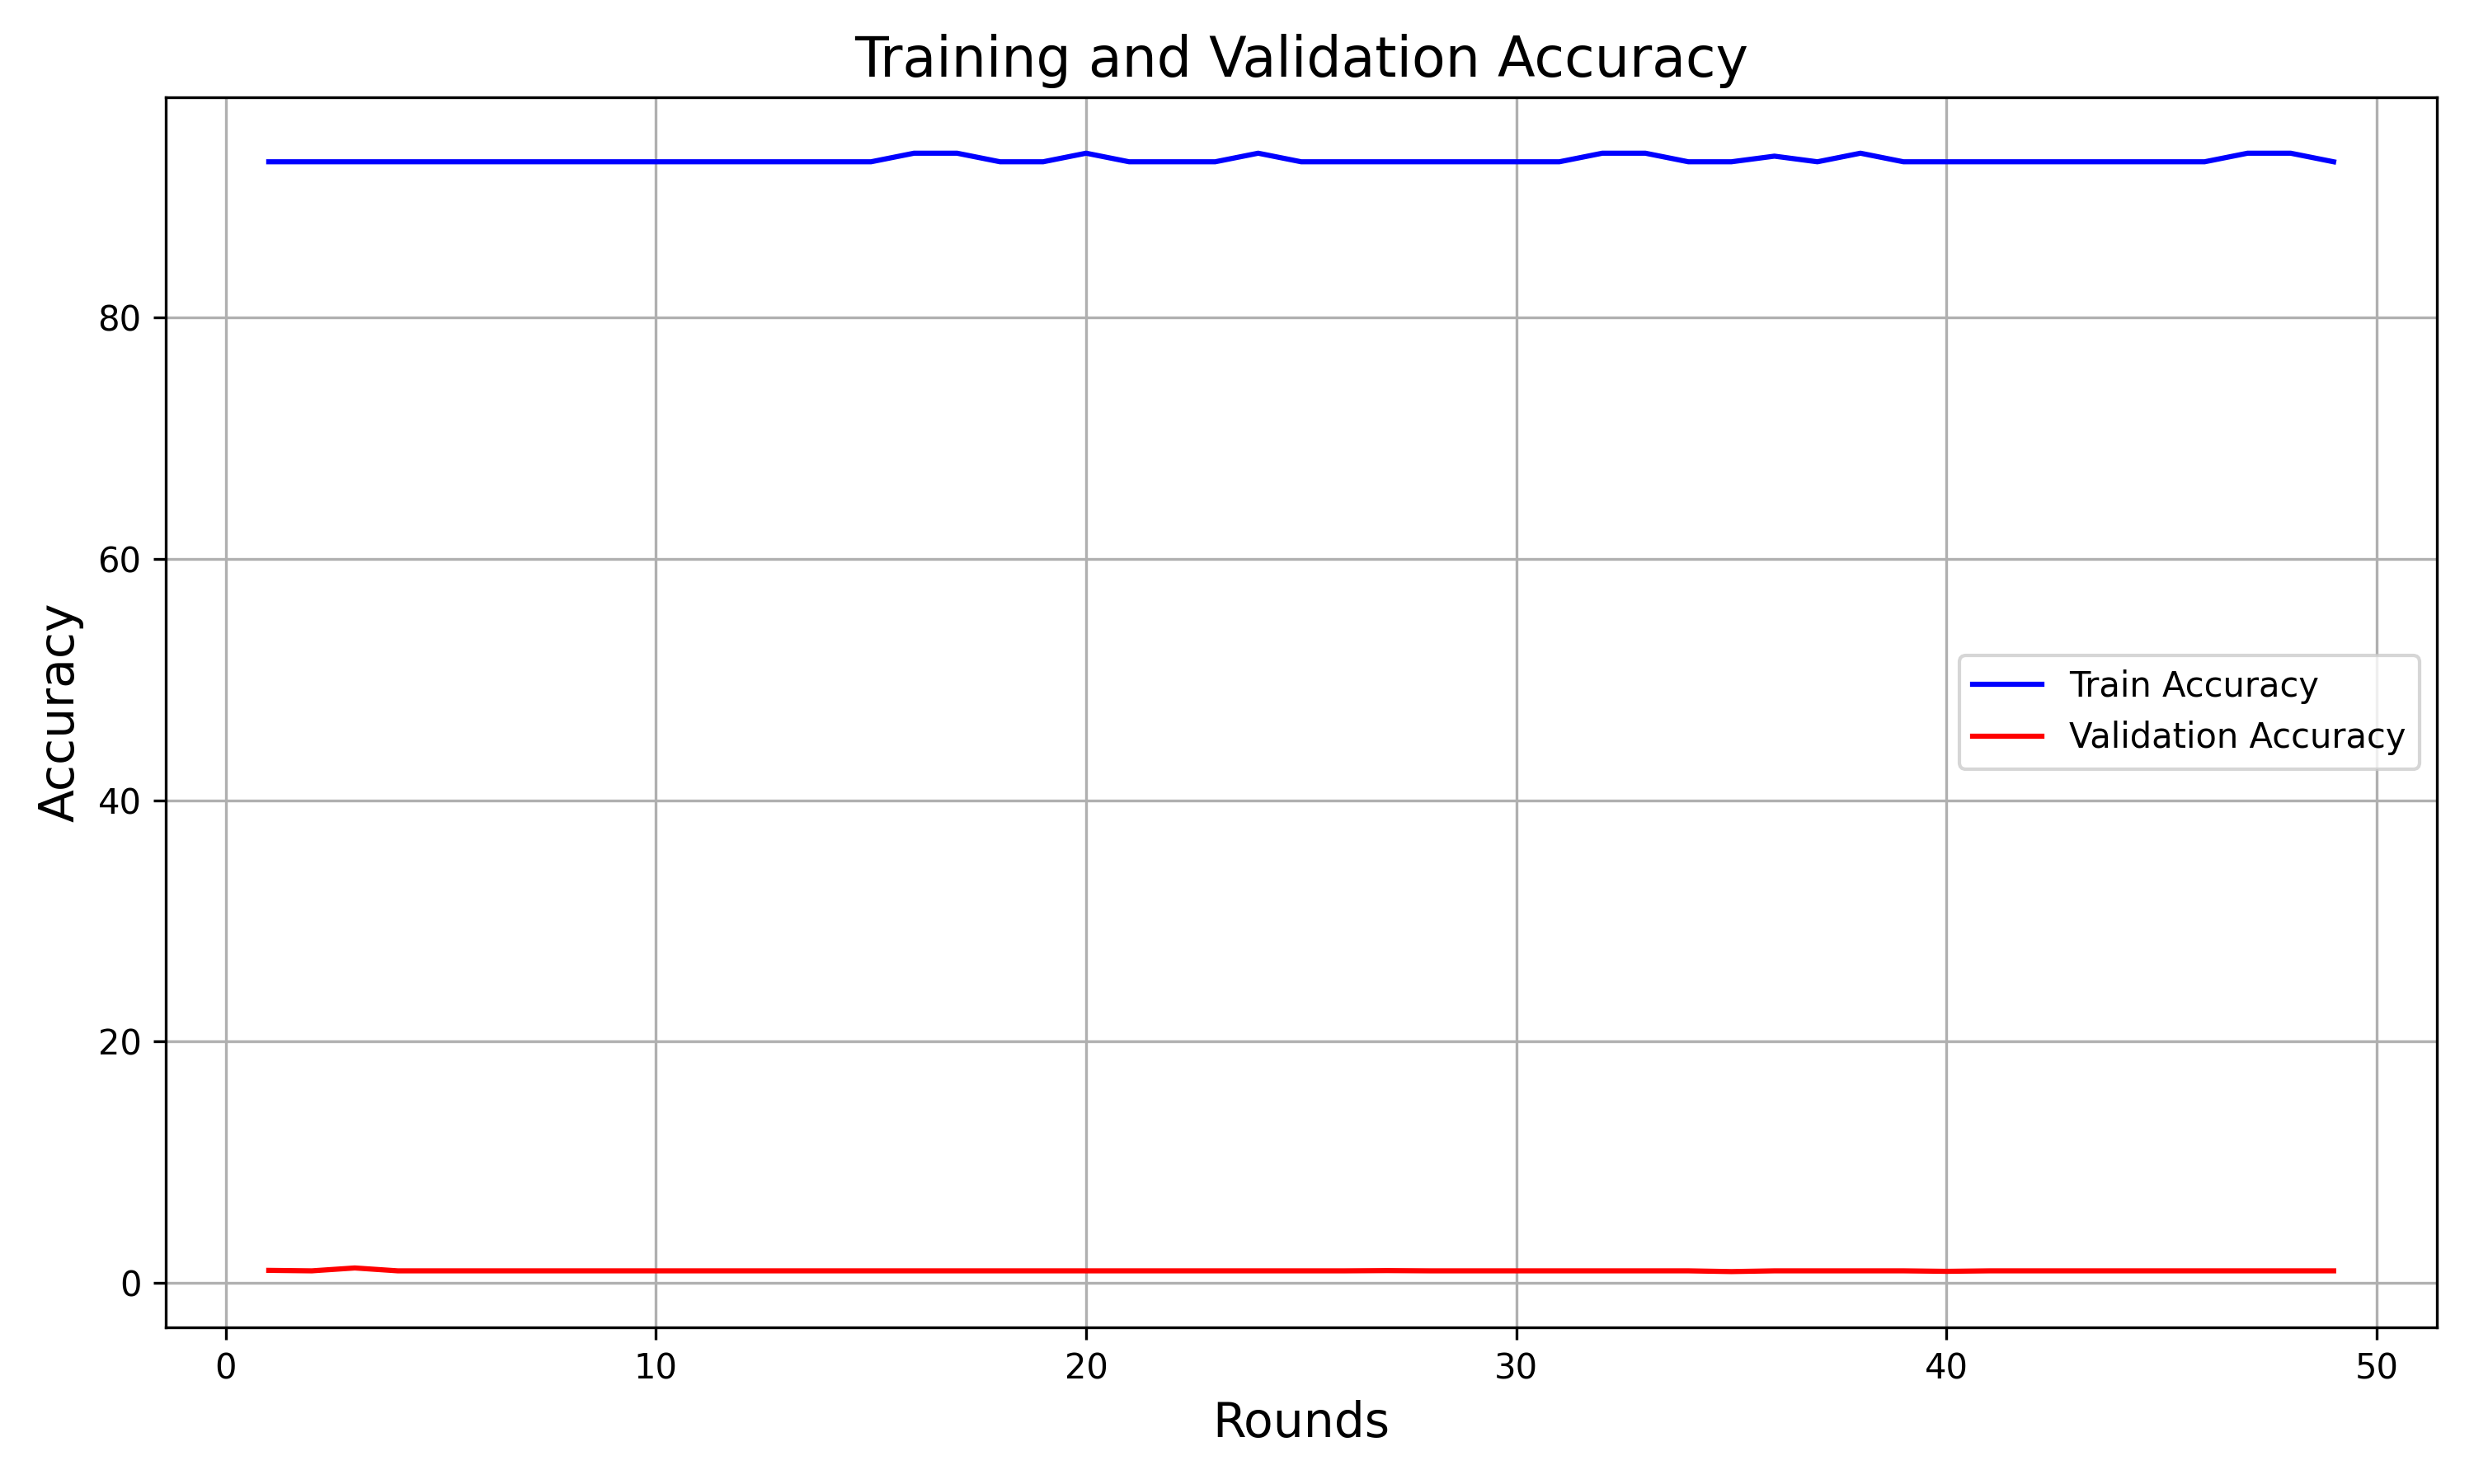 Training and Validation Accuracy
Accuracy
80
60
40
20
0
Train Accuracy
Validation Accuracy
0 10 20 30 40 50
Rounds